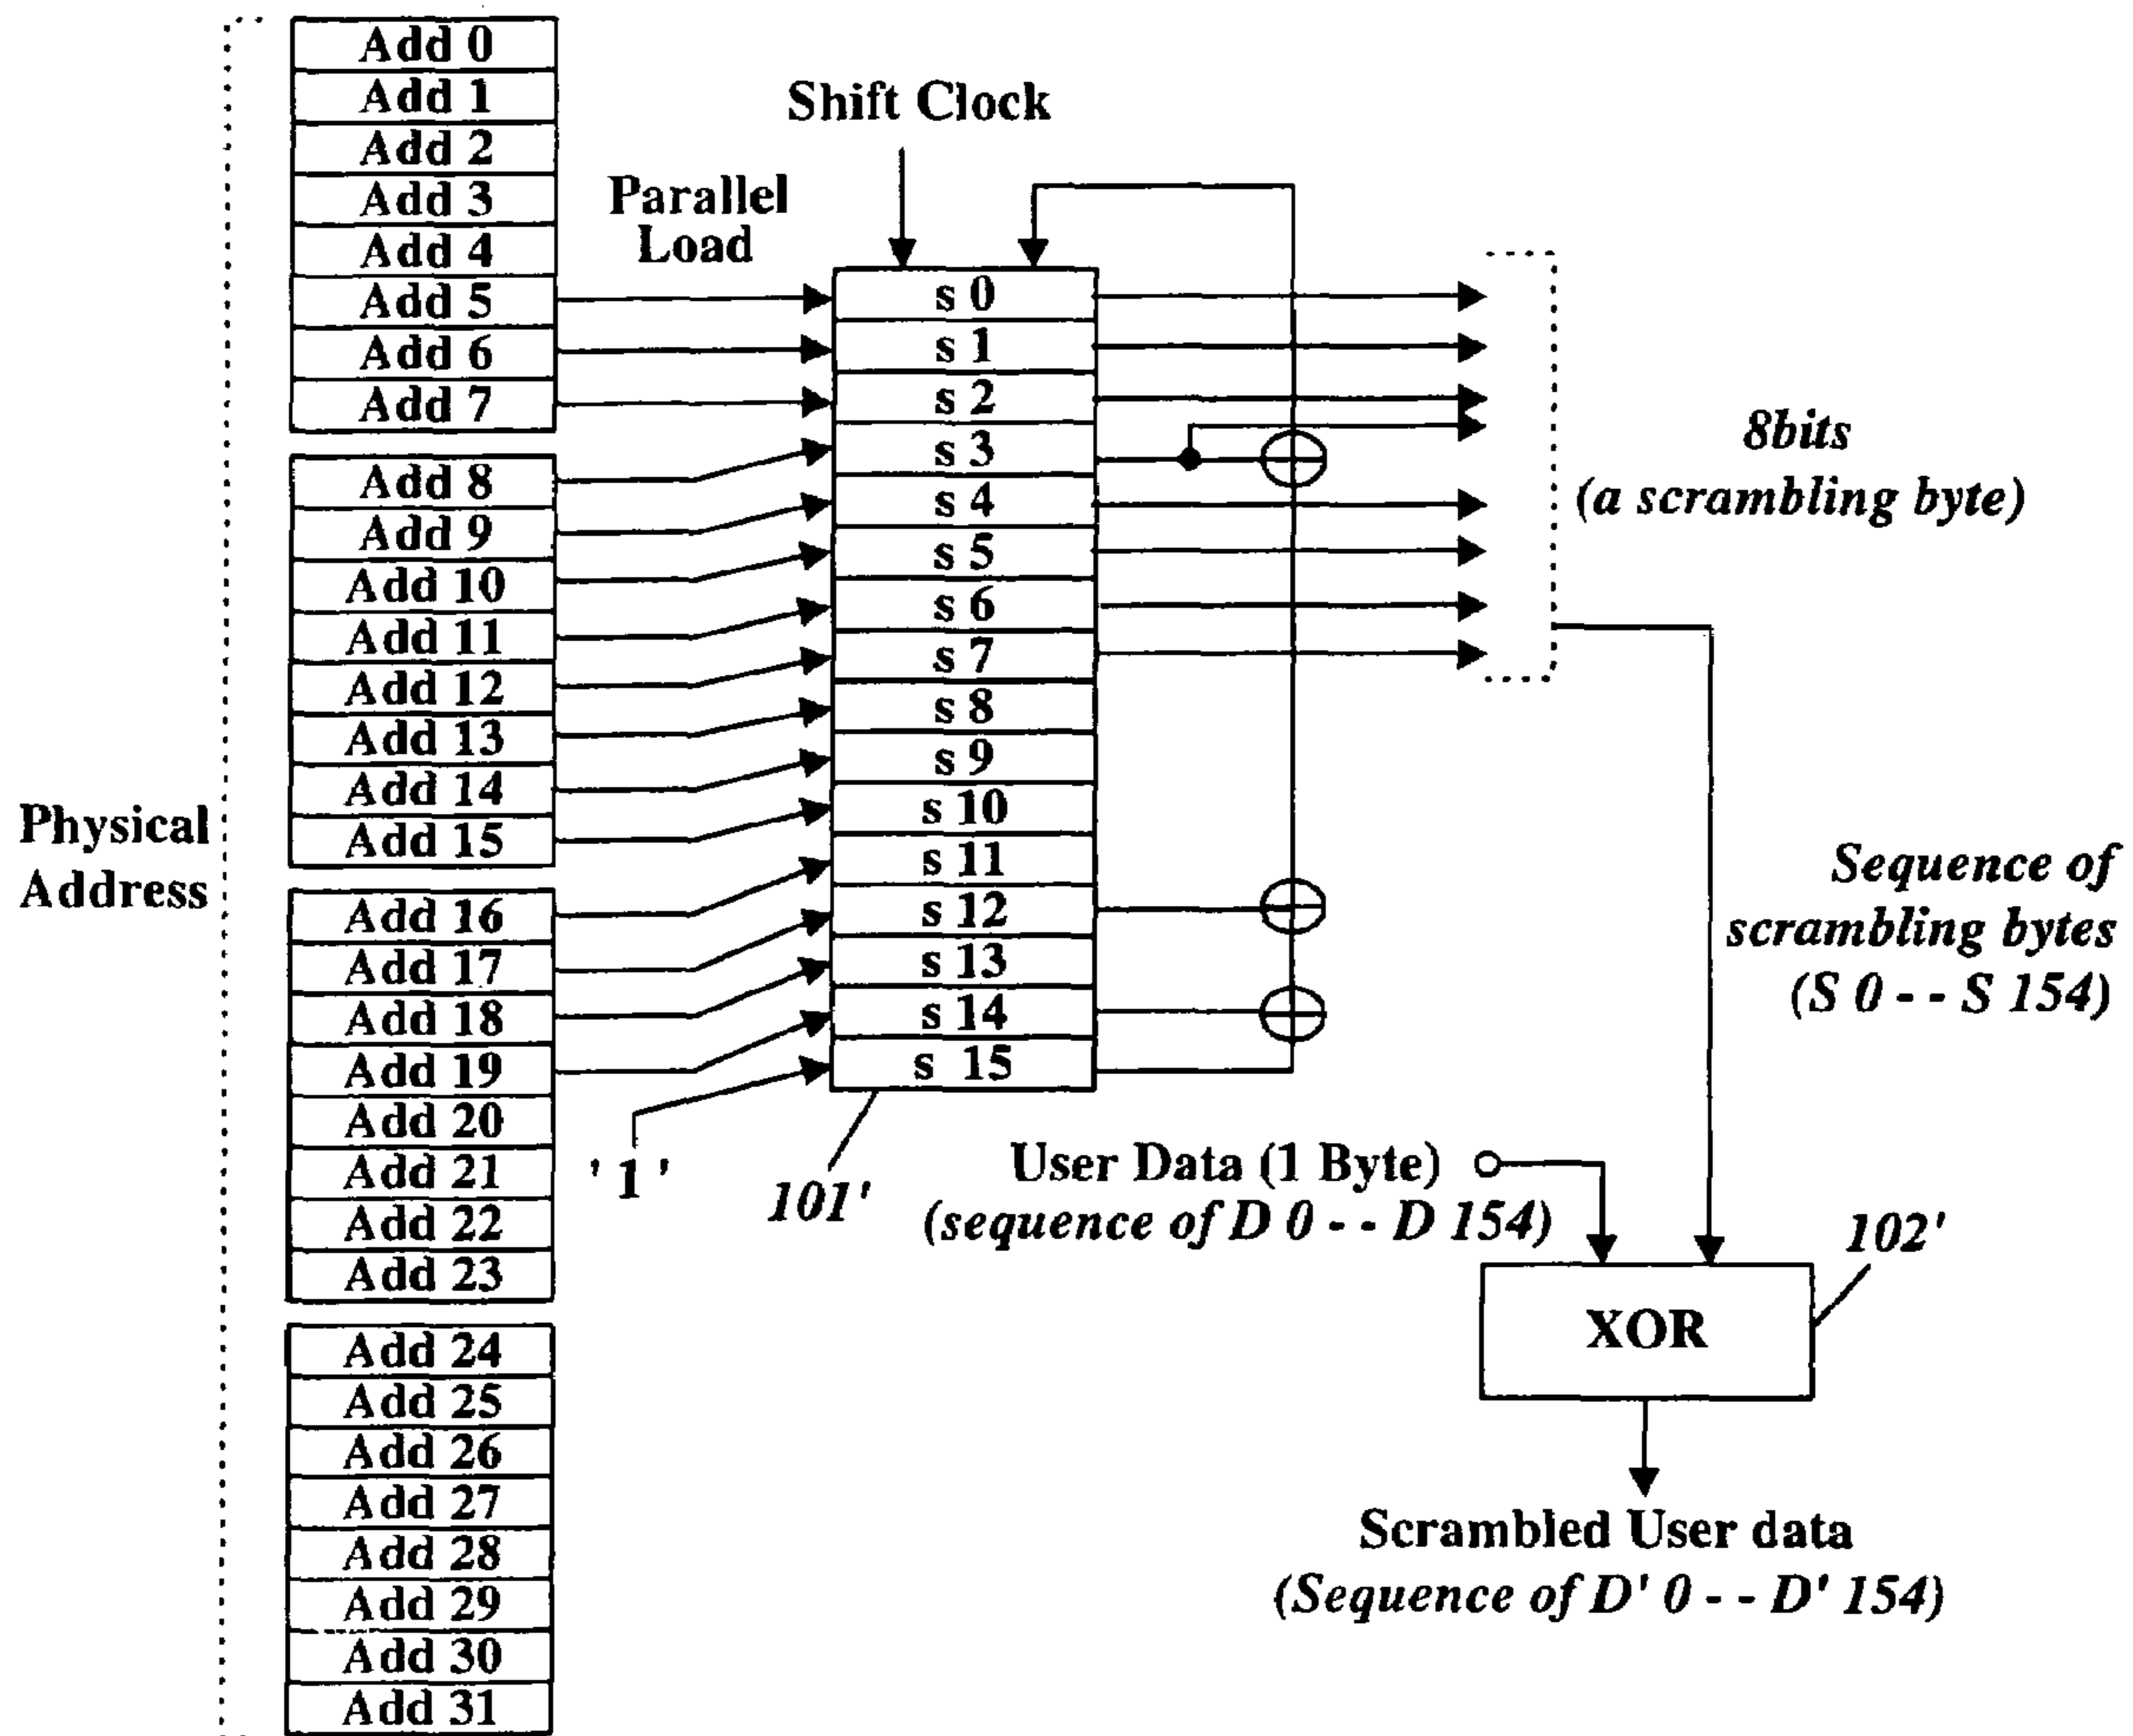 Add 0
Add 1
Add 2
Add 3
Add 4
Add 5
Add 6
Add 7
Add 8
Add 9
Add 10
Add 11
Add 12
Add 13
Add 14
Add 15
Add 16
Add 17
Add 18
Add 19
Add 20
Add 21
Add 22
Add 23
Add 24
Add 25
Add 26
Add 27
Add 28
Add 29
Add 30
Add 31
Physical
Address
Parallel
Load
Shift Clock
s 0
s 1
s 2
s 3
s 4
s 5
s 6
s 7
s 8
s 9
s 10
s 11
s 12
s 13
s 14
s 15
' 1 '
101'
8bits
(a scrambling byte)
Sequence of
scrambling bytes
(S 0 - - S 154)
User Data (1 Byte)
(sequence of D 0 - - D 154)
102'
XOR
Scrambled User data
(Sequence of D' 0 - - D' 154)